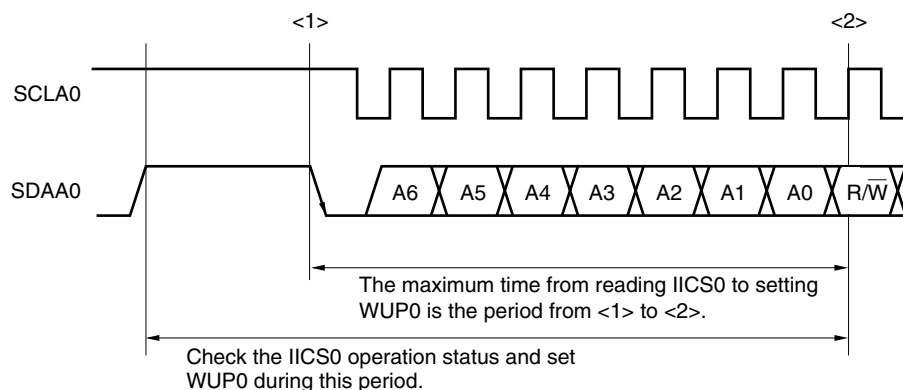 <1> <2>
SCLA0
SDAA0 A6 A5 A4 A3 A2 A1 A0 R/W̅
The maximum time from reading IICS0 to setting
WUP0 is the period from <1> to <2>.
Check the IICS0 operation status and set
WUP0 during this period.